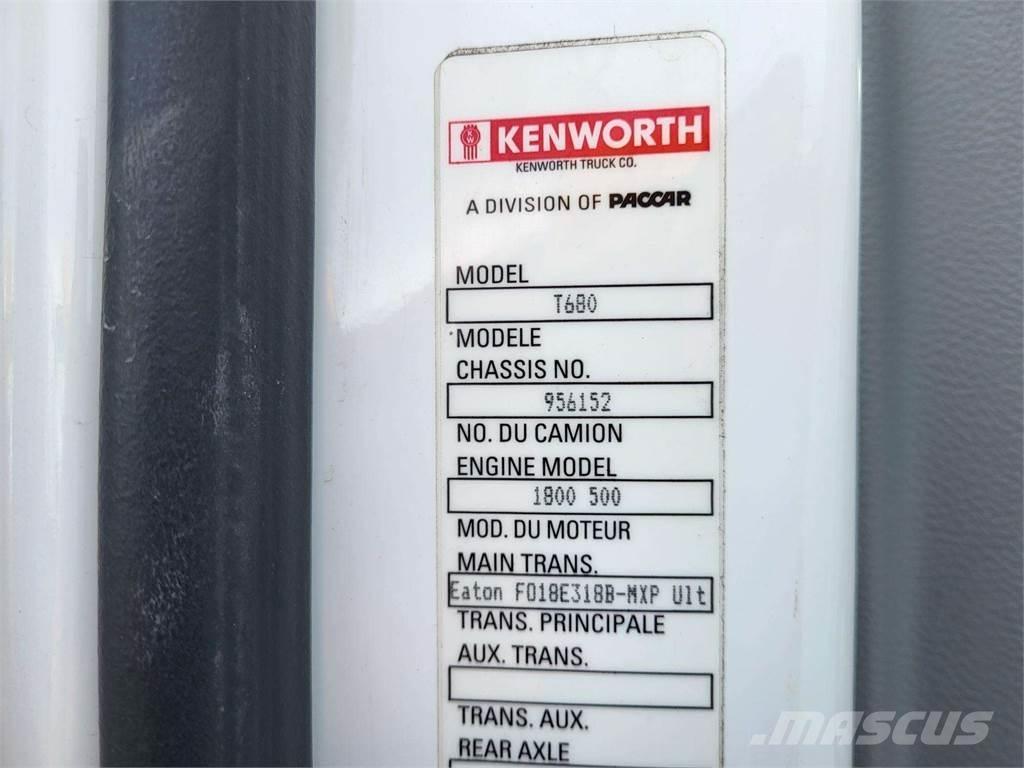 KENWORTH
KENWORTH TRUCK CO.
A DIVISION OF PACCAR
MODEL
T680
MODELE
CHASSIS NO.
956152
NO. DU CAMION
ENGINE MODEL
1800 500
MOD. DU MOTEUR
MAIN TRANS.
Eaton FO18E318B-MXP Ult
TRANS. PRINCIPALE
AUX. TRANS.
TRANS. AUX.
REAR AXLE
MASCUS